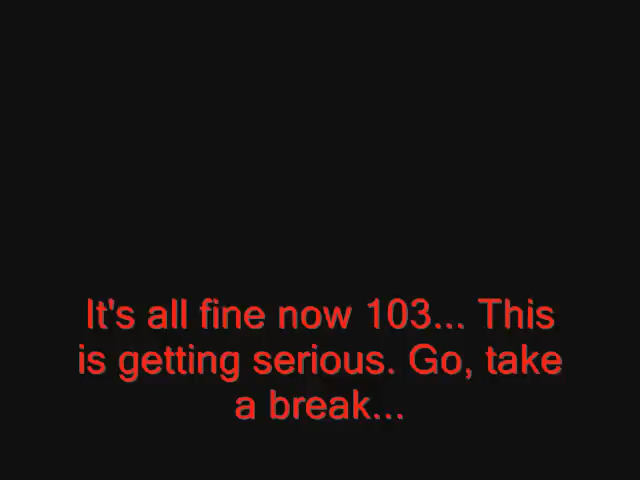 It's all fine now 103... This
is getting serious. Go, take
a break...